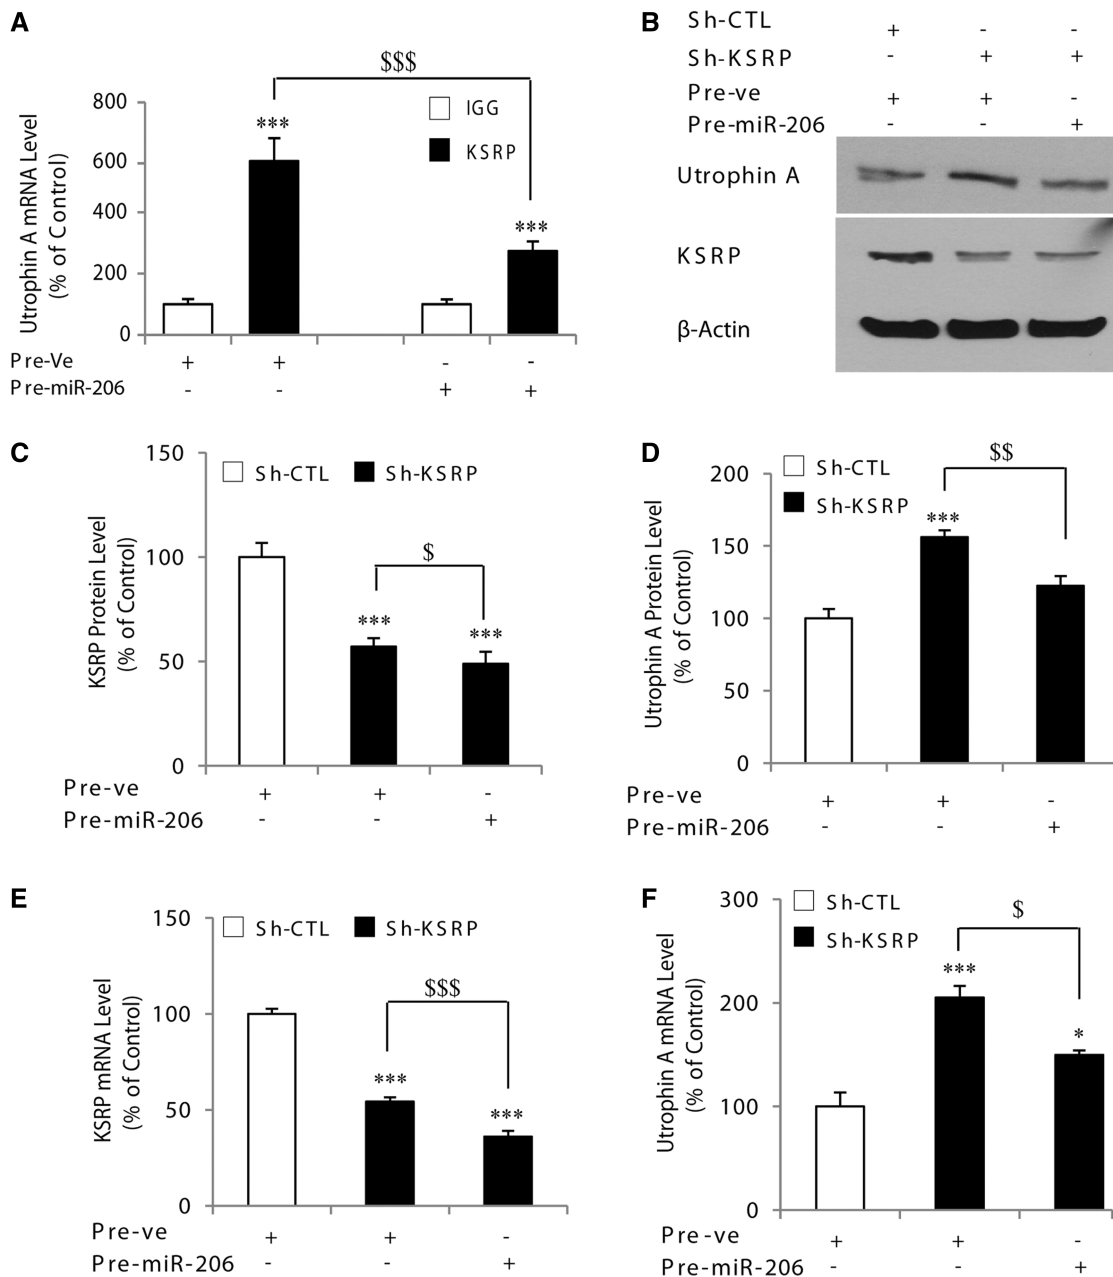 A
Utrophin A mRNA Level
(% of Control)
800
600
400
200
0
$$$
***
***
IGG
KSRP
Pre-Ve + + - -
Pre-miR-206 - - + +
B
Sh-CTL + - -
Sh-KSRP - + +
Pre-ve + + -
Pre-miR-206 - - +
Utrophin A
KSRP
β-Actin
C
KSRP Protein Level
(% of Control)
150
100
50
0
Sh-CTL Sh-KSRP
$
***
***
Pre-ve + + -
Pre-miR-206 - - +
D
Utrophin A Protein Level
(% of Control)
200
150
100
50
0
Sh-CTL
Sh-KSRP
$$
***
Pre-ve + + -
Pre-miR-206 - - +
E
KSRP mRNA Level
(% of Control)
150
100
50
0
Sh-CTL Sh-KSRP
$$$
***
***
Pre-ve + + -
Pre-miR-206 - - +
F
Utrophin A mRNA Level
(% of Control)
300
200
100
0
Sh-CTL
Sh-KSRP
$
***
*
Pre-ve + + -
Pre-miR-206 - - +